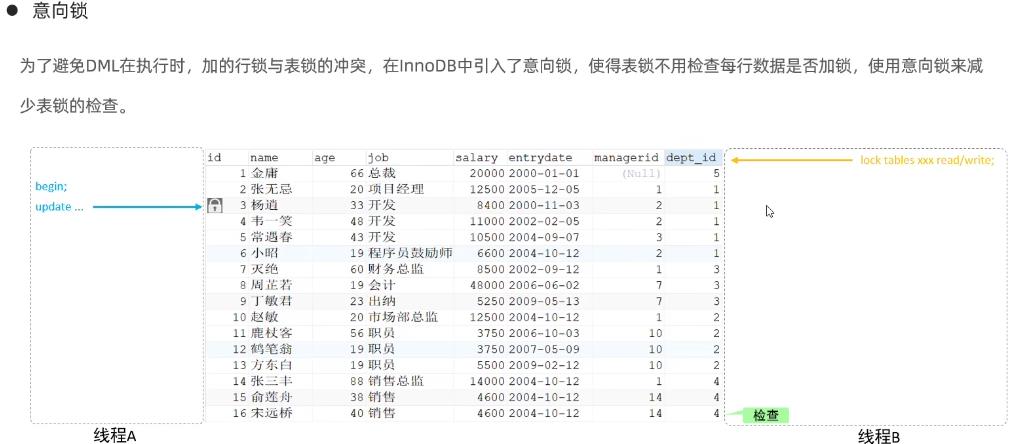 ● 意向锁
为了避免DML在执行时，加的行锁与表锁的冲突，在InnoDB中引入了意向锁，使得表锁不用检查每行数据是否加锁，使用意向锁来减
少表锁的检查。
begin;
update ...
id name age job salary entrydate managerid dept_id
1 金庸 66 总裁 20000 2000-01-01 (Null) 5
2 张无忌 20 项目经理 12500 2005-12-05 1 1
3 杨逍 33 开发 8400 2000-11-03 2 1
4 韦一笑 48 开发 11000 2002-02-05 2 1
5 常遇春 43 开发 10500 2004-09-07 3 1
6 小昭 19 程序员鼓励师 6600 2004-10-12 2 1
7 灭绝 60 财务总监 8500 2002-09-12 1 3
8 周芷若 19 会计 48000 2006-06-02 7 3
9 丁敏君 23 出纳 5250 2009-05-13 7 3
10 赵敏 20 市场部总监 12500 2004-10-12 1 2
11 鹿杖客 56 职员 3750 2006-10-03 10 2
12 鹤笔翁 19 职员 3750 2007-05-09 10 2
13 方东白 19 职员 5500 2009-02-12 10 2
14 张三丰 88 销售总监 14000 2004-10-12 1 4
15 俞莲舟 38 销售 4600 2004-10-12 14 4
16 宋远桥 40 销售 4600 2004-10-12 14 4
lock tables xxx read/write;
检查
线程A
线程B